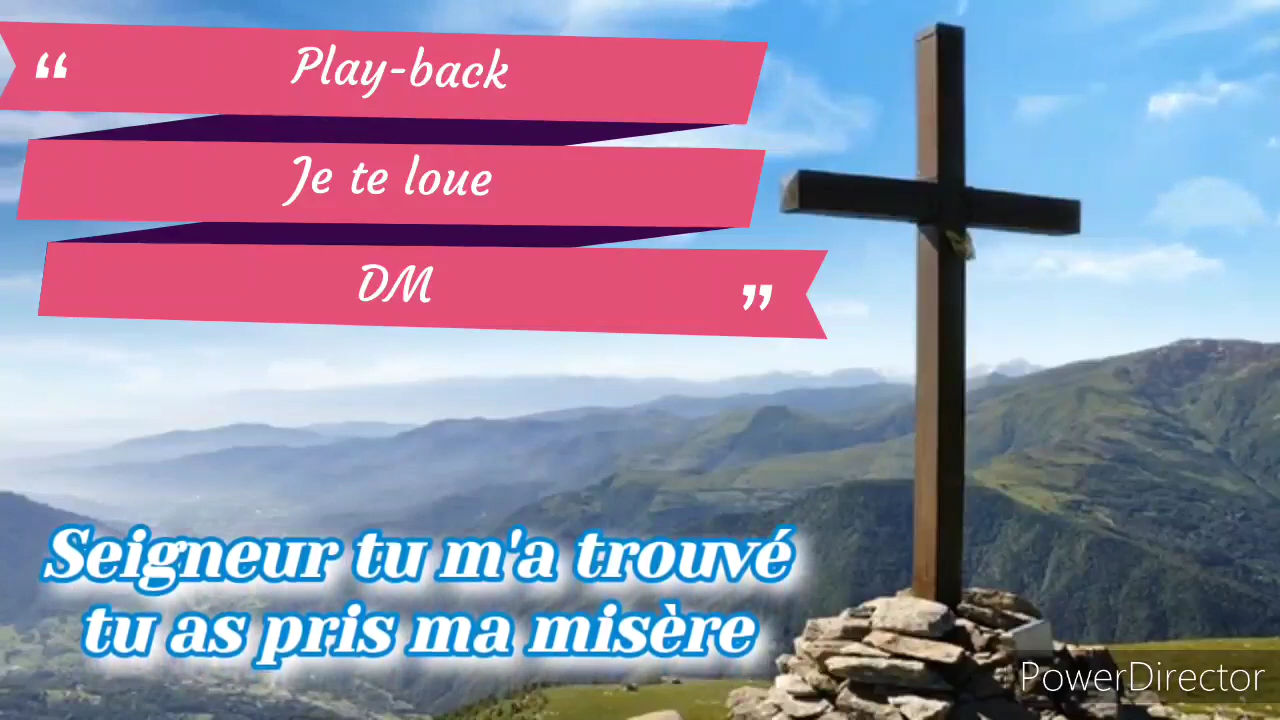 “
Play-back
Je te loue
DM
”
Seigneur tu m'a trouvé
tu as pris ma misère
PowerDirector